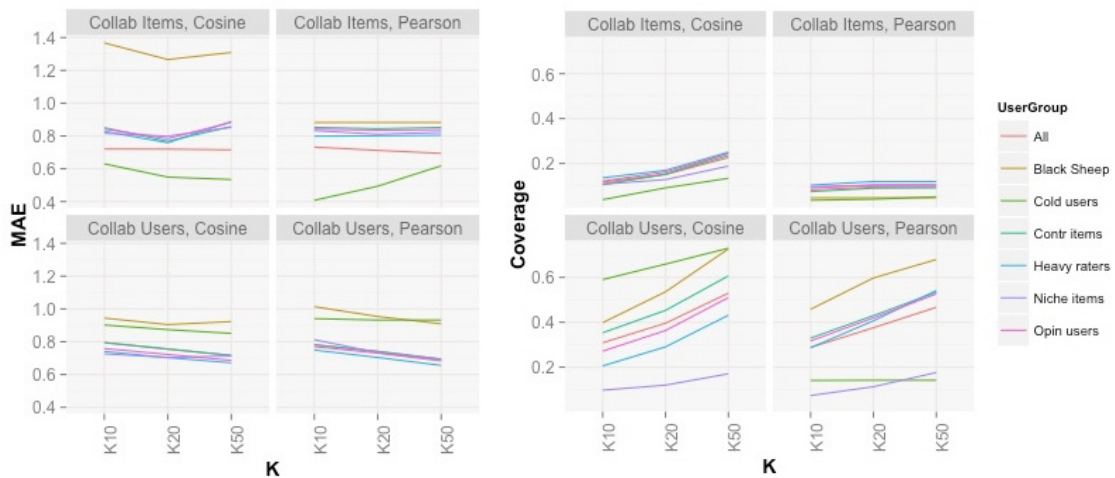 Collab Items, Cosine
Collab Items, Pearson
1.4
1.2
1.0
0.8
0.6
0.4
Collab Users, Cosine
Collab Users, Pearson
1.4
1.2
1.0
0.8
0.6
0.4
MAE
K10
K20
K50
K10
K20
K50
K
Collab Items, Cosine
Collab Items, Pearson
0.6
0.4
0.2
Collab Users, Cosine
Collab Users, Pearson
0.6
0.4
0.2
Coverage
K10
K20
K50
K10
K20
K50
K
UserGroup
All
Black Sheep
Cold users
Contr items
Heavy raters
Niche items
Opin users